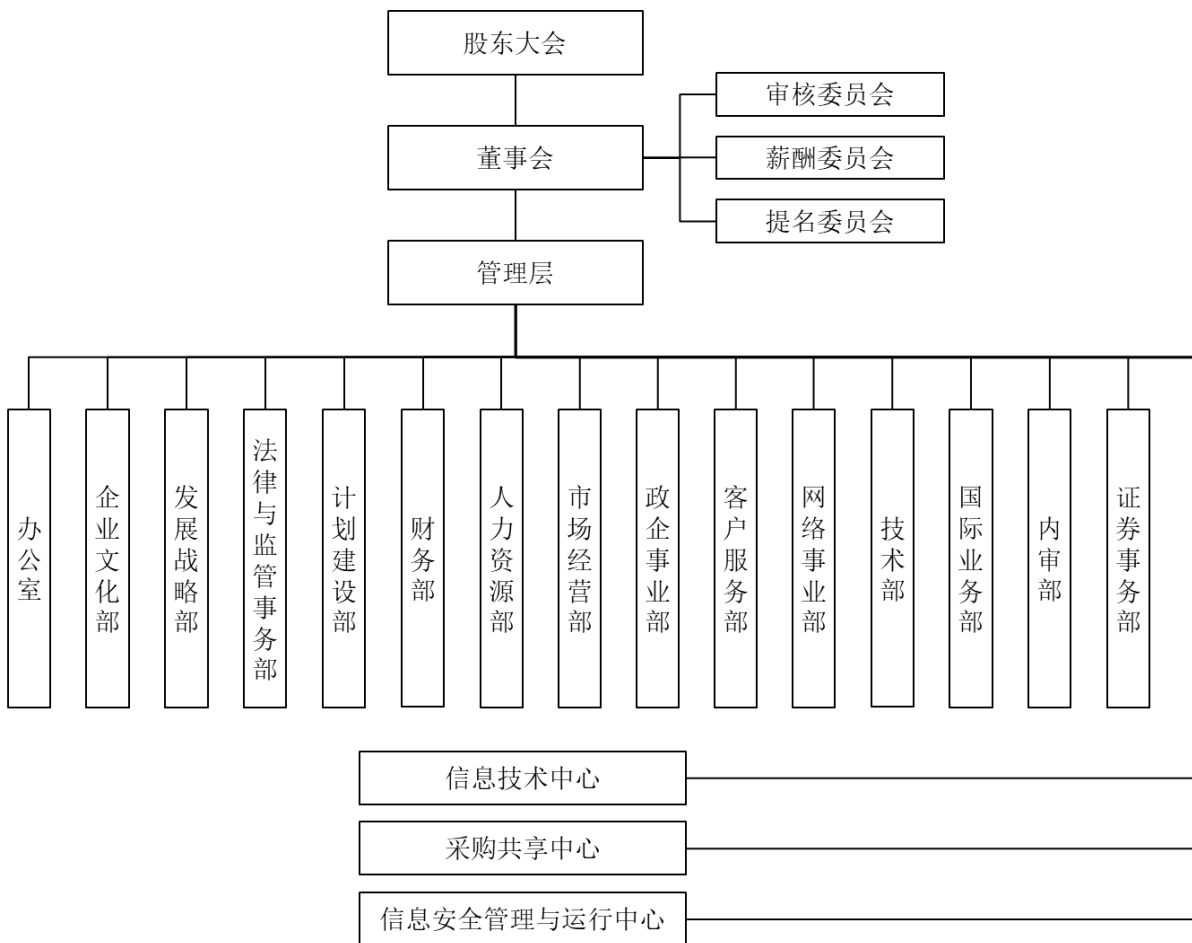 股东大会
审核委员会
董事会
薪酬委员会
提名委员会
管理层
办公室
企业文化部
发展战略部
法律与监管事务部
计划建设部
财务部
人力资源部
市场经营部
政企事业部
客户服务部
网络事业部
技术部
国际业务部
内审部
证券事务部
信息技术中心
采购共享中心
信息安全管理与运行中心